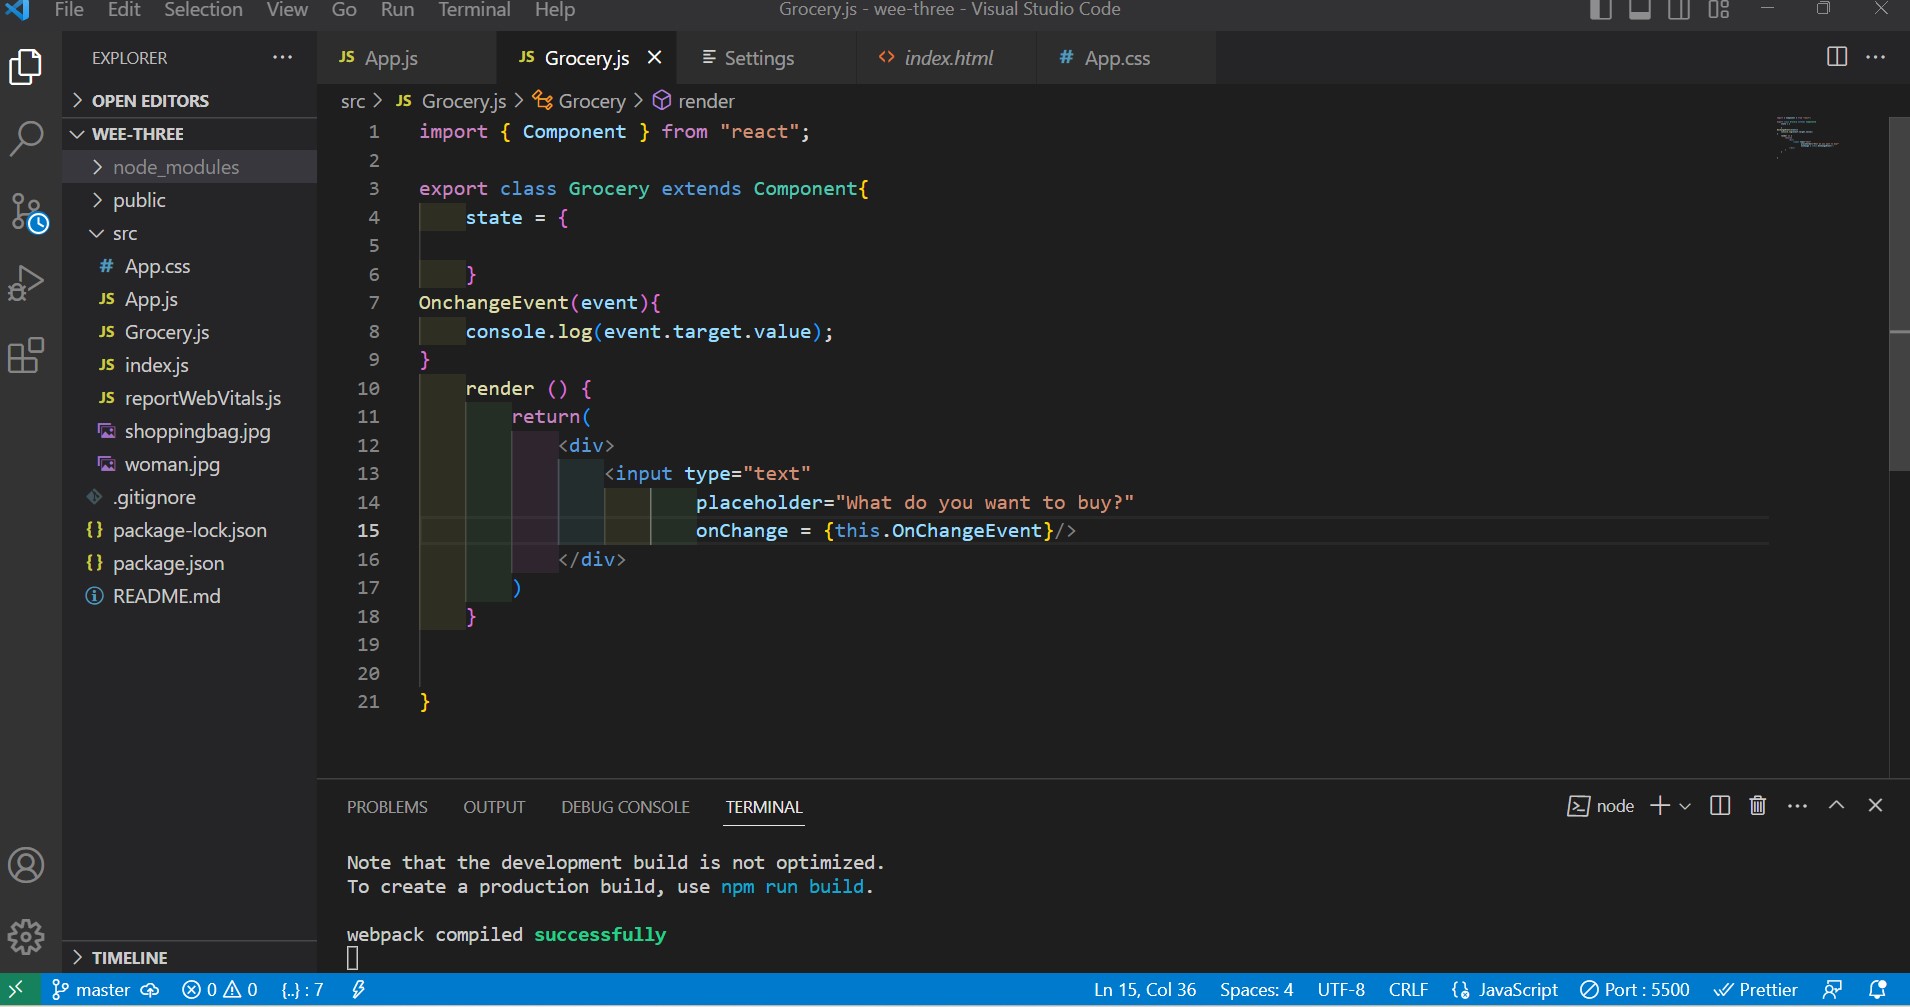 File Edit Selection View Go Run Terminal Help Grocery.js - wee-three - Visual Studio Code
EXPLORER ···
JS App.js JS Grocery.js × Settings <> index.html # App.css ···
OPEN EDITORS
src > JS Grocery.js > Grocery > render
WEE-THREE
node_modules
public
src
# App.css
JS App.js
JS Grocery.js
JS index.js
JS reportWebVitals.js
shoppingbag.jpg
woman.jpg
.gitignore
{} package-lock.json
{} package.json
README.md
TIMELINE
1 import { Component } from "react";
2
3 export class Grocery extends Component{
4 state = {
5
6 }
7 OnchangeEvent(event){
8 console.log(event.target.value);
9 }
10 render () {
11 return(
12 <div>
13 <input type="text"
14 placeholder="What do you want to buy?"
15 onChange = {this.OnChangeEvent}/>
16 </div>
17 )
18 }
19
20
21 }
PROBLEMS OUTPUT DEBUG CONSOLE TERMINAL node ···
Note that the development build is not optimized.
To create a production build, use npm run build.
webpack compiled successfully
master 0 0 {..} : 7 Ln 15, Col 36 Spaces: 4 UTF-8 CRLF JavaScript Port : 5500 Prettier